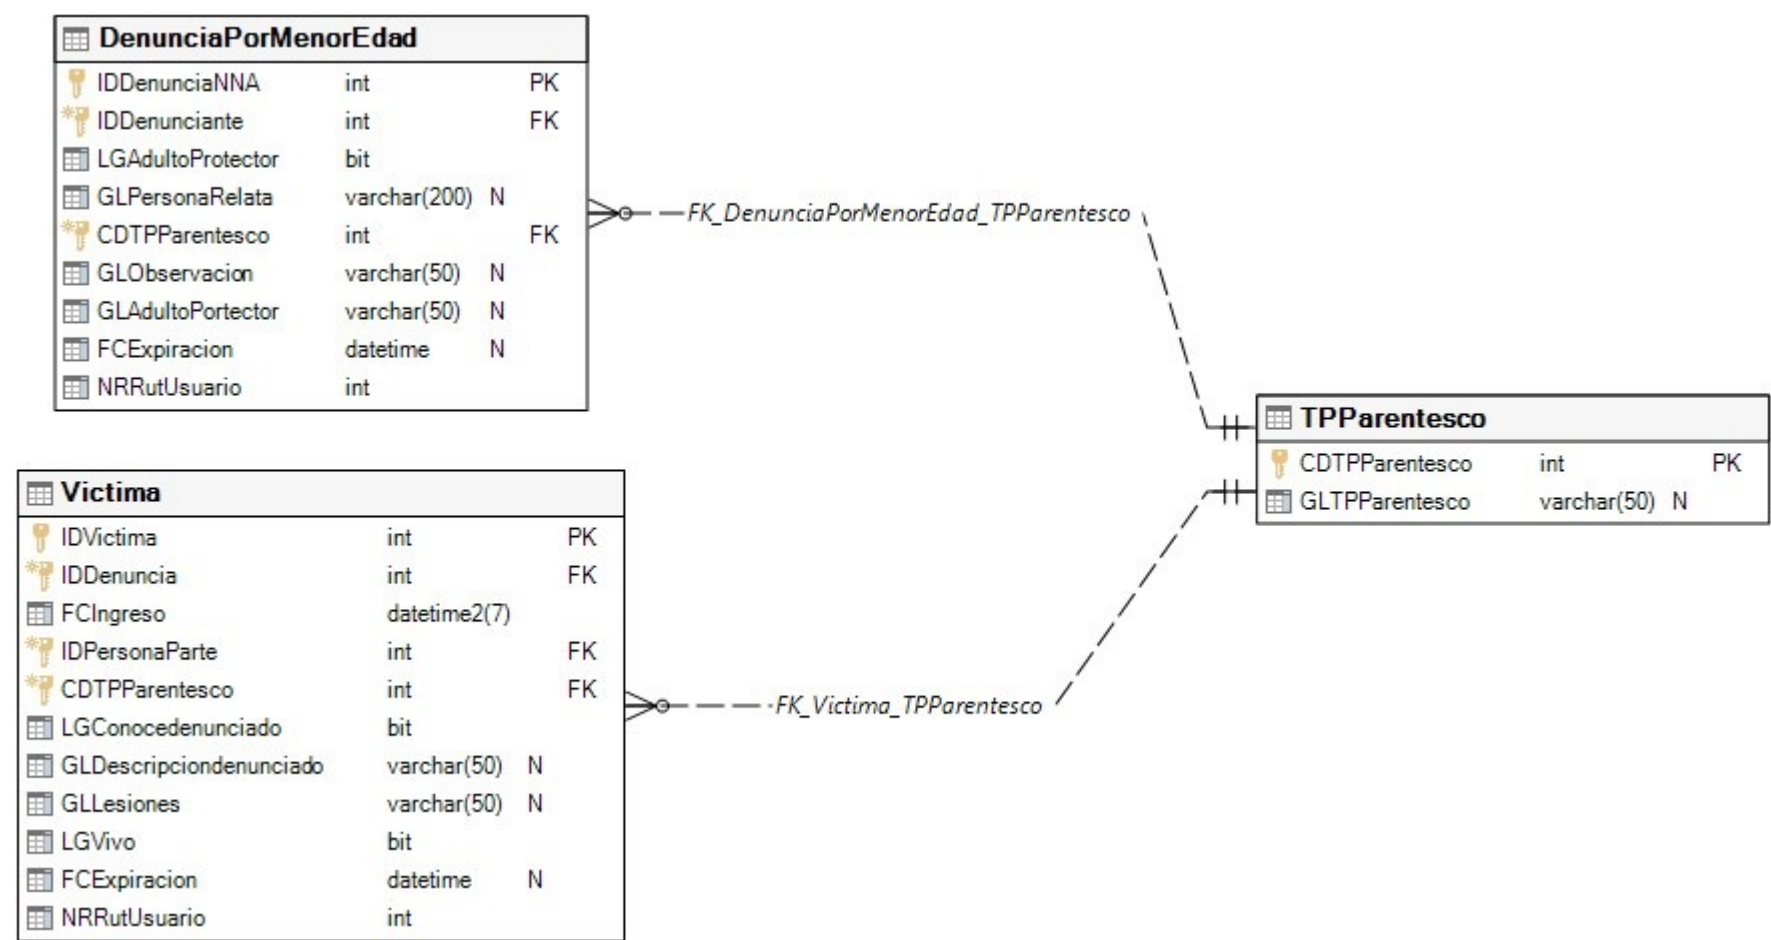 DenunciaPorMenorEdad
IDDenunciaNNA int PK
IDDenunciante int FK
LGAdultoProtector bit
GLPersonaRelata varchar(200) N
CDTPParentesco int FK
GLObservacion varchar(50) N
GLAdultoPortector varchar(50) N
FCExpiracion datetime N
NRRutUsuario int
FK_DenunciaPorMenorEdad_TPParentesco
TPParentesco
CDTPParentesco int PK
GLTPParentesco varchar(50) N
Victima
IDVictima int PK
IDDenuncia int FK
FCIngreso datetime2(7)
IDPersonaParte int FK
CDTPParentesco int FK
LGConocedenunciado bit
GLDescripciondenunciado varchar(50) N
GLLesiones varchar(50) N
LGVivo bit
FCExpiracion datetime N
NRRutUsuario int
FK_Victima_TPParentesco